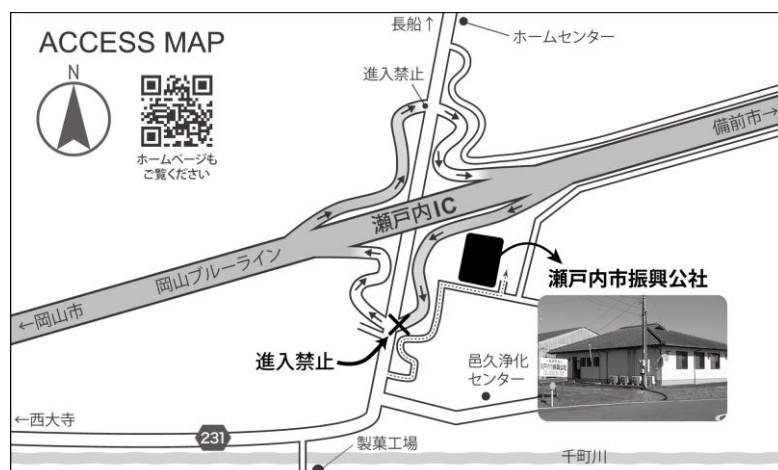 ACCESS MAP
N
ホームページも
ご覧ください
長船↑
ホームセンター
進入禁止
備前市→
瀬戸内IC
岡山ブルーライン
←岡山市
瀬戸内市振興公社
進入禁止
邑久浄化
センター
←西大寺
231
製菓工場
千町川